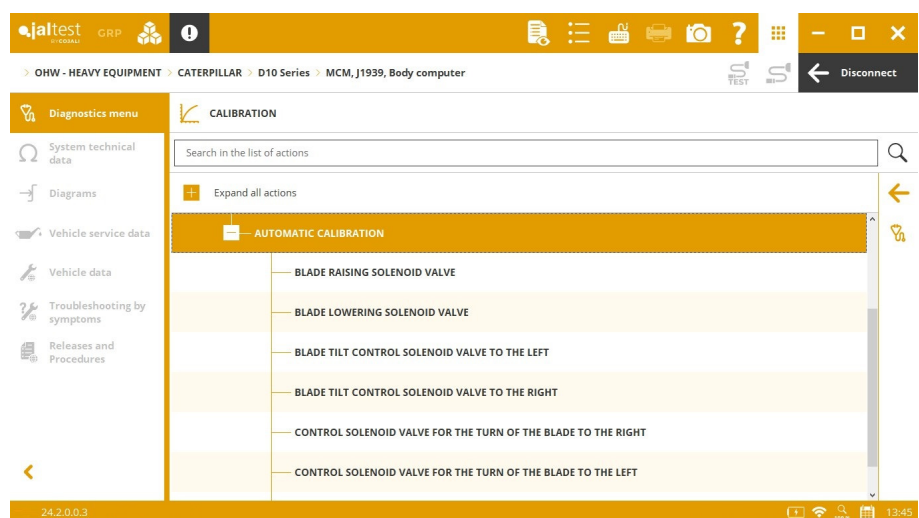 jaltest
BY COJALI
GRP
OHW - HEAVY EQUIPMENT > CATERPILLAR > D10 Series > MCM, J1939, Body computer
TEST
Disconnect
Diagnostics menu
System technical
data
Diagrams
Vehicle service data
Vehicle data
Troubleshooting by
symptoms
Releases and
Procedures
CALIBRATION
Search in the list of actions
Expand all actions
AUTOMATIC CALIBRATION
BLADE RAISING SOLENOID VALVE
BLADE LOWERING SOLENOID VALVE
BLADE TILT CONTROL SOLENOID VALVE TO THE LEFT
BLADE TILT CONTROL SOLENOID VALVE TO THE RIGHT
CONTROL SOLENOID VALVE FOR THE TURN OF THE BLADE TO THE RIGHT
CONTROL SOLENOID VALVE FOR THE TURN OF THE BLADE TO THE LEFT
24.2.0.0.3
13:45